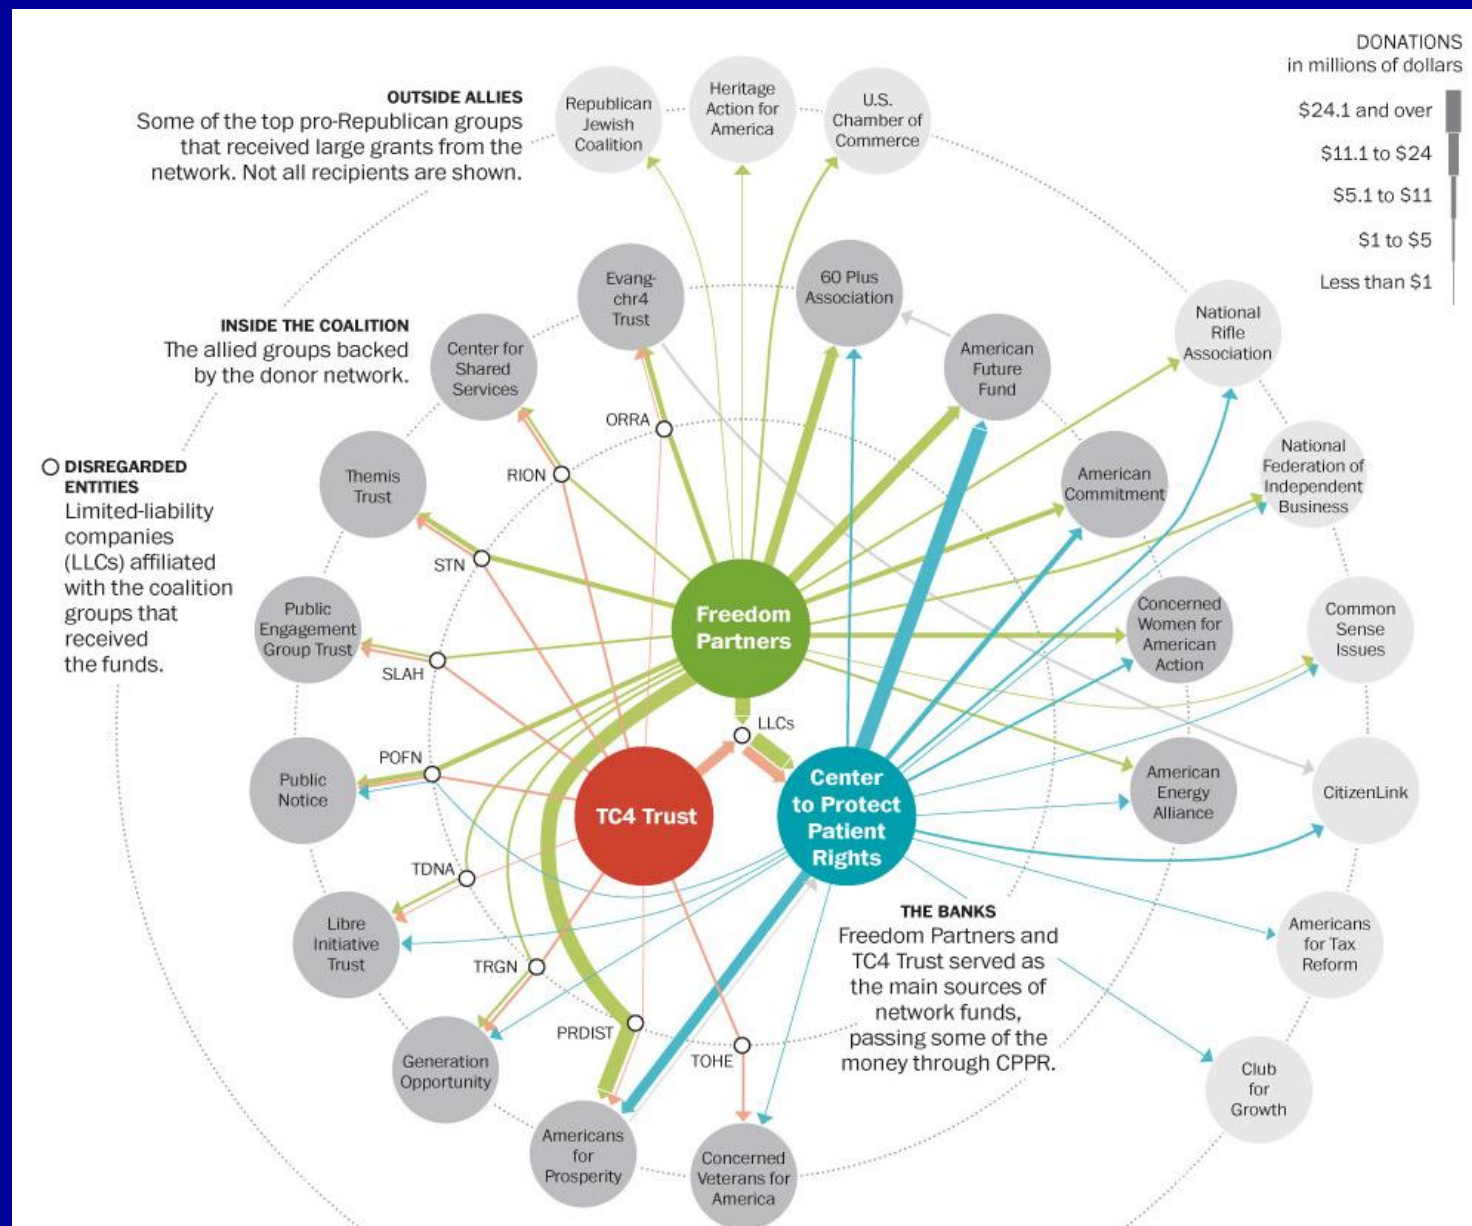 DONATIONS
in millions of dollars
$24.1 and over
$11.1 to $24
$5.1 to $11
$1 to $5
Less than $1
OUTSIDE ALLIES
Some of the top pro-Republican groups
that received large grants from the
network. Not all recipients are shown.
Republican
Jewish
Coalition
Heritage
Action for
America
U.S.
Chamber of
Commerce
INSIDE THE COALITION
The allied groups backed
by the donor network.
Evang-
chr4
Trust
60 Plus
Association
National
Rifle
Association
Center for
Shared
Services
American
Future
Fund
ORRA
RION
DISREGARDED
ENTITIES
Limited-liability
companies
(LLCs) affiliated
with the coalition
groups that
received
the funds.
Themis
Trust
American
Commitment
National
Federation of
Independent
Business
STN
Public
Engagement
Group Trust
Freedom
Partners
Concerned
Women for
American
Action
Common
Sense
Issues
SLAH
LLCs
POFN
Public
Notice
TC4 Trust
Center
to Protect
Patient
Rights
American
Energy
Alliance
CitizenLink
TDNA
Libre
Initiative
Trust
THE BANKS
Freedom Partners and
TC4 Trust served as
the main sources of
network funds,
passing some of the
money through CPPR.
Americans
for Tax
Reform
TRGN
PRDIST
TOHE
Generation
Opportunity
Club
for
Growth
Americans
for
Prosperity
Concerned
Veterans for
America